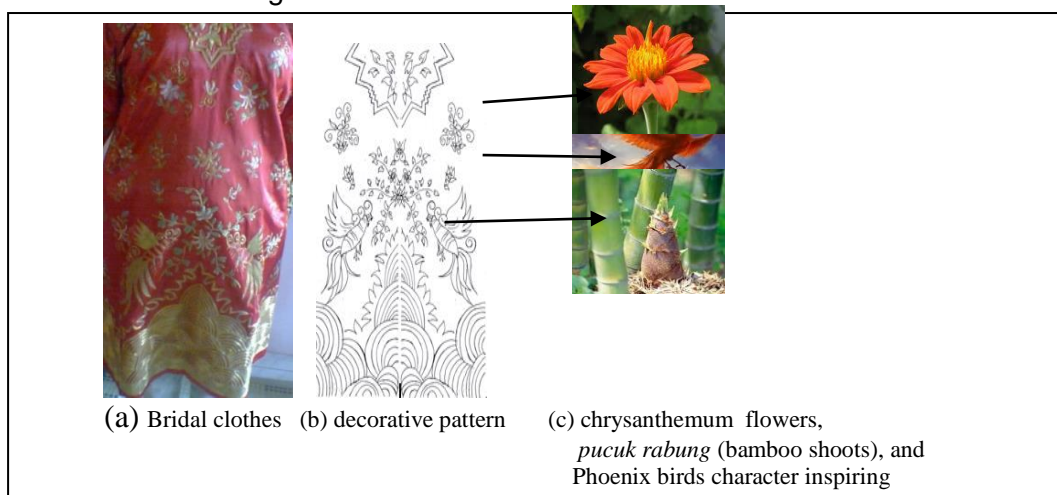 (a) Bridal clothes (b) decorative pattern (c) chrysanthemum flowers,
pucuk rabung (bamboo shoots), and
Phoenix birds character inspiring